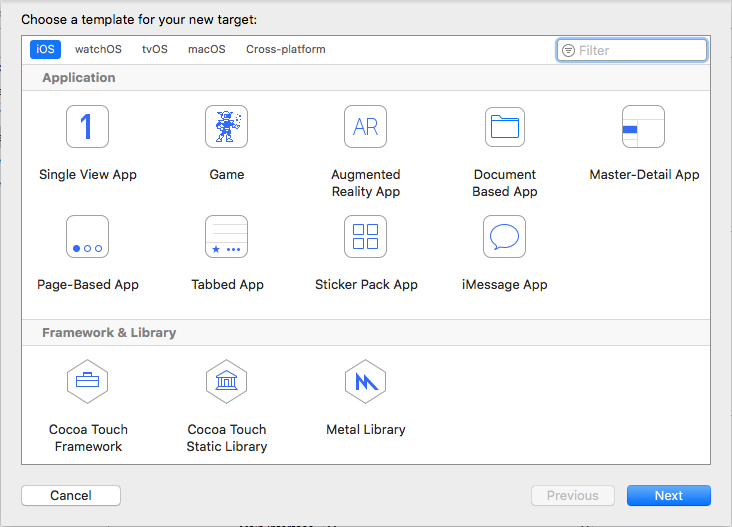 Choose a template for your new target:
iOS watchOS tvOS macOS Cross-platform Filter
Application
1 AR
Single View App Game Augmented Reality App Document Based App Master-Detail App
Page-Based App Tabbed App Sticker Pack App iMessage App
Framework & Library
Cocoa Touch Framework Cocoa Touch Static Library Metal Library
Cancel Previous Next